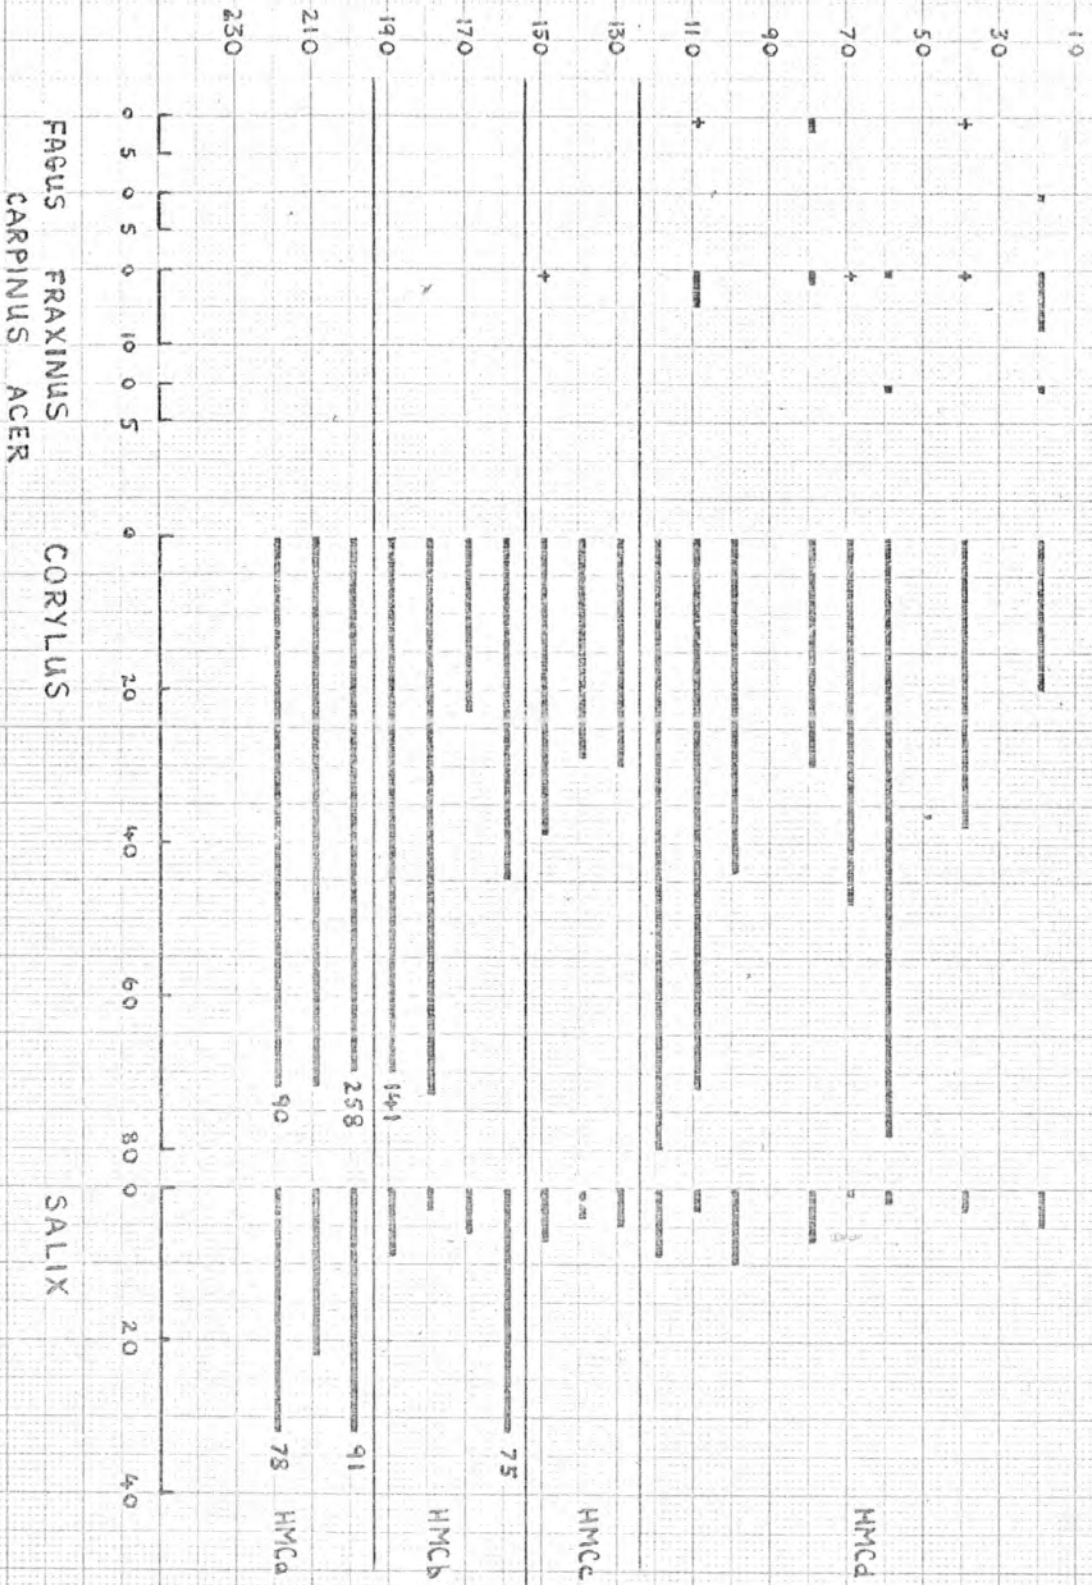 10
30
50
70
90
110
130
150
170
190
210
230
HMCd
HMCc
HMCb
HMCa
75
91
78
141
258
90
0 5 0 5 0 10 0 5 0 20 40 60 80 0 20 40
FAGUS FRAXINUS CORYLUS SALIX
CARPINUS ACER